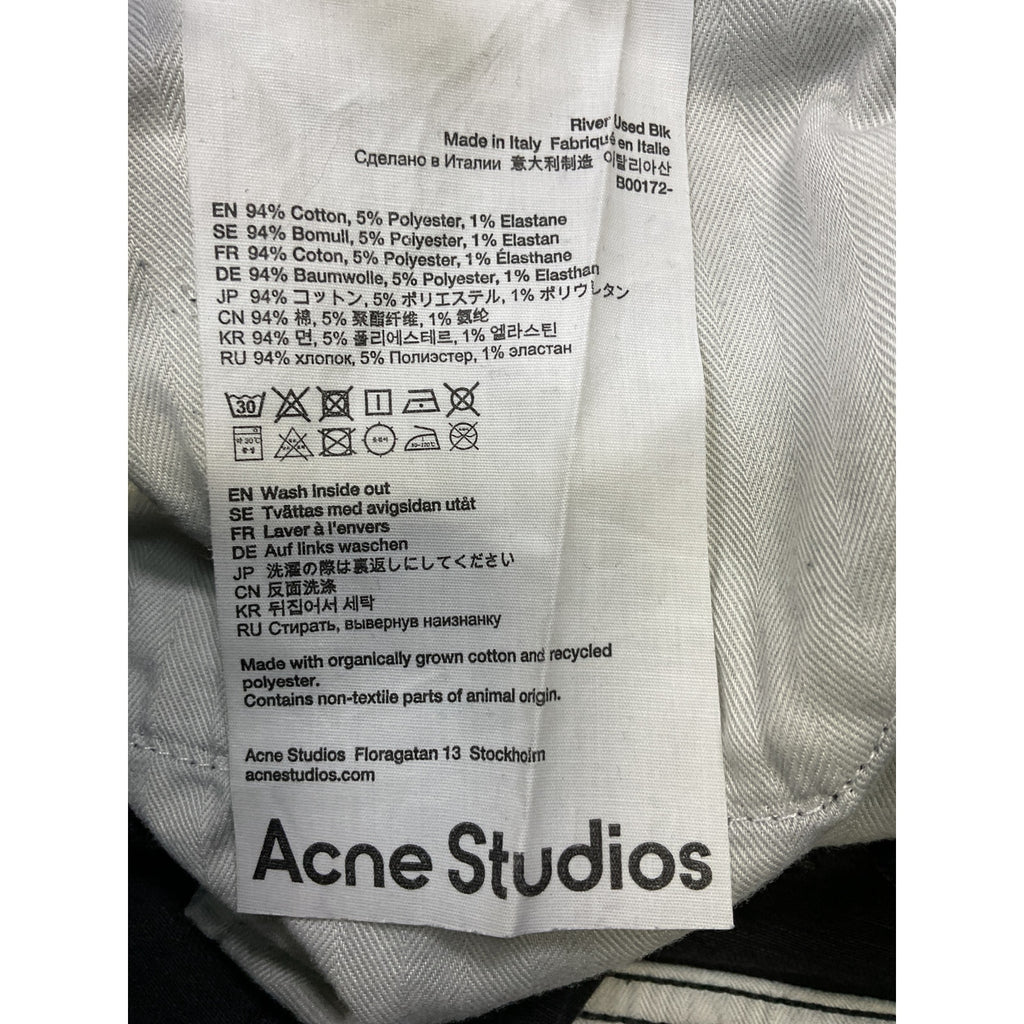 River Used Blk
Made in Italy Fabriqué en Italie
Сделано в Италии 意大利制造 이탈리아산
B00172-
EN 94% Cotton, 5% Polyester, 1% Elastane
SE 94% Bomull, 5% Polyester, 1% Elastan
FR 94% Coton, 5% Polyester, 1% Élasthane
DE 94% Baumwolle, 5% Polyester, 1% Elasthan
JP 94% コットン, 5% ポリエステル, 1% ポリウレタン
CN 94% 棉, 5% 聚酯纤维, 1% 氨纶
KR 94% 면, 5% 폴리에스테르, 1% 엘라스틴
RU 94% хлопок, 5% Полиэстер, 1% эластан
30
EN Wash inside out
SE Tvättas med avigsidan utåt
FR Laver à l'envers
DE Auf links waschen
JP 洗濯の際は裏返しにしてください
CN 反面洗涤
KR 뒤집어서 세탁
RU Стирать, вывернув наизнанку
Made with organically grown cotton and recycled
polyester.
Contains non-textile parts of animal origin.
Acne Studios Floragatan 13 Stockholm
acnestudios.com
Acne Studios